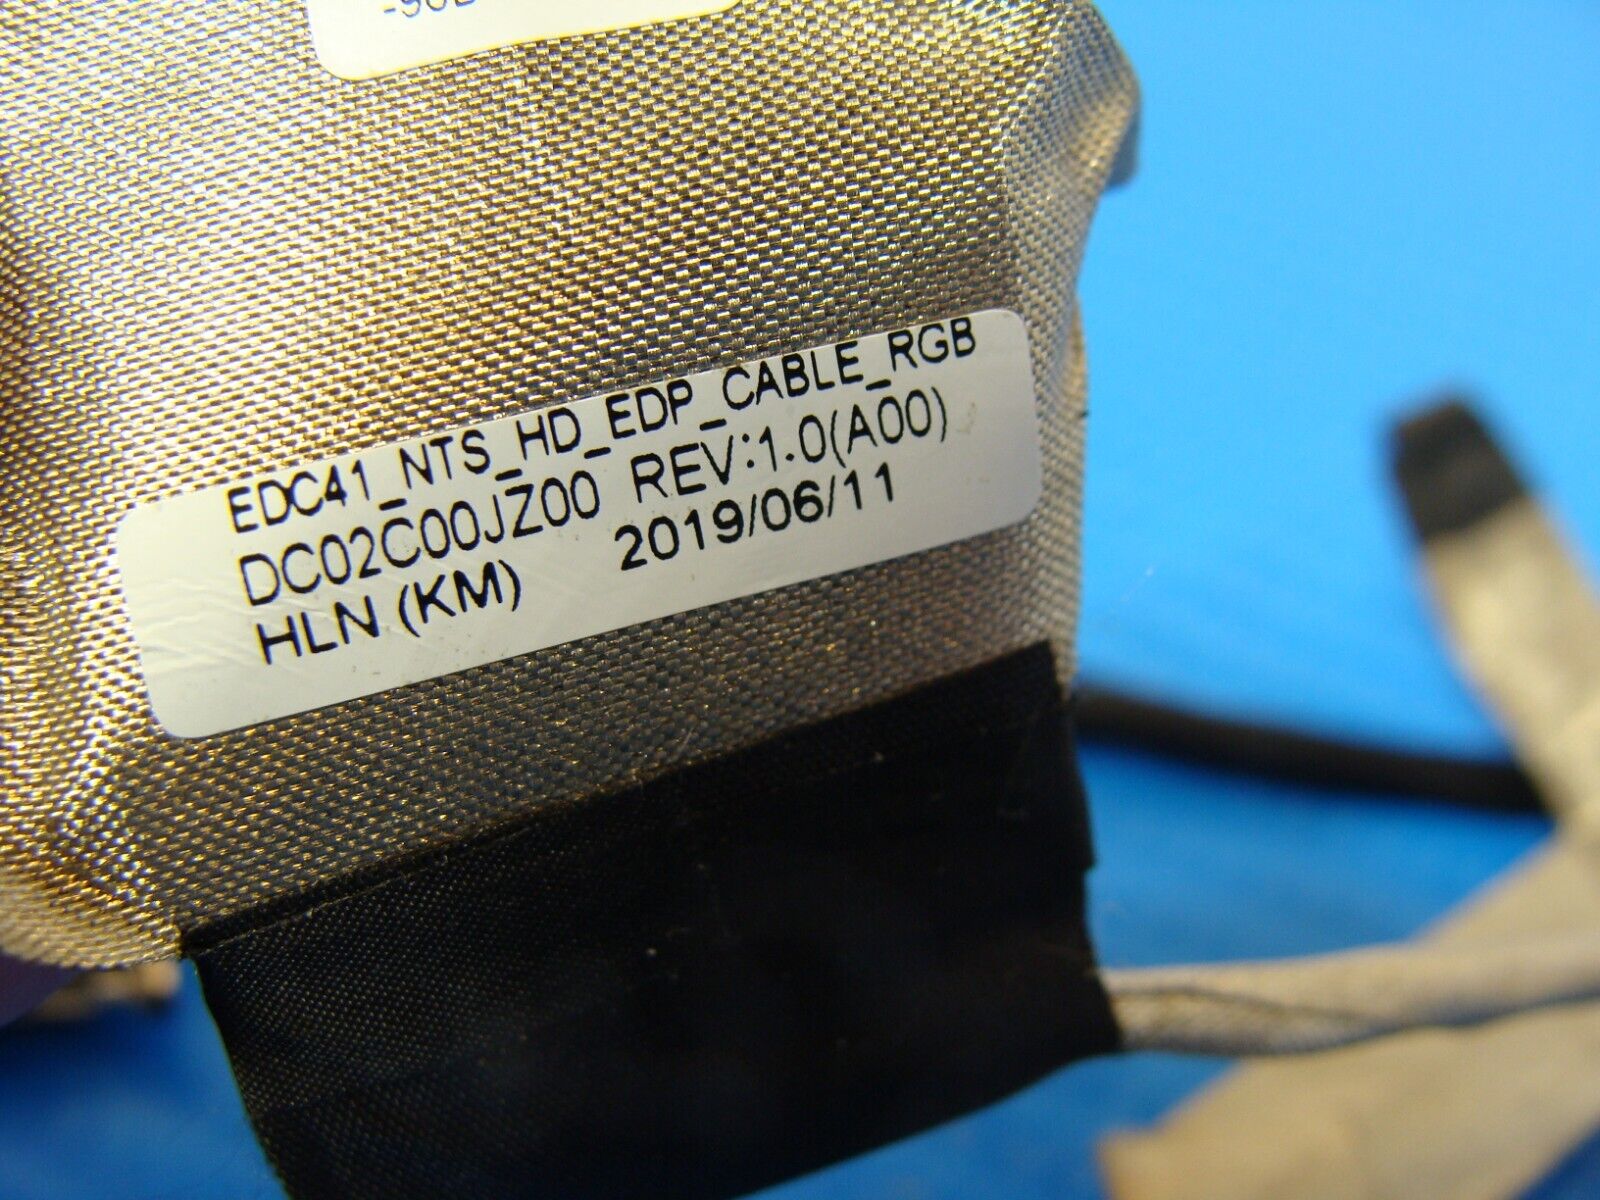 EDC41_NTS_HD_EDP_CABLE_RGB
DC02C00JZ00 REV:1.0(A00)
HLN (KM) 2019/06/11